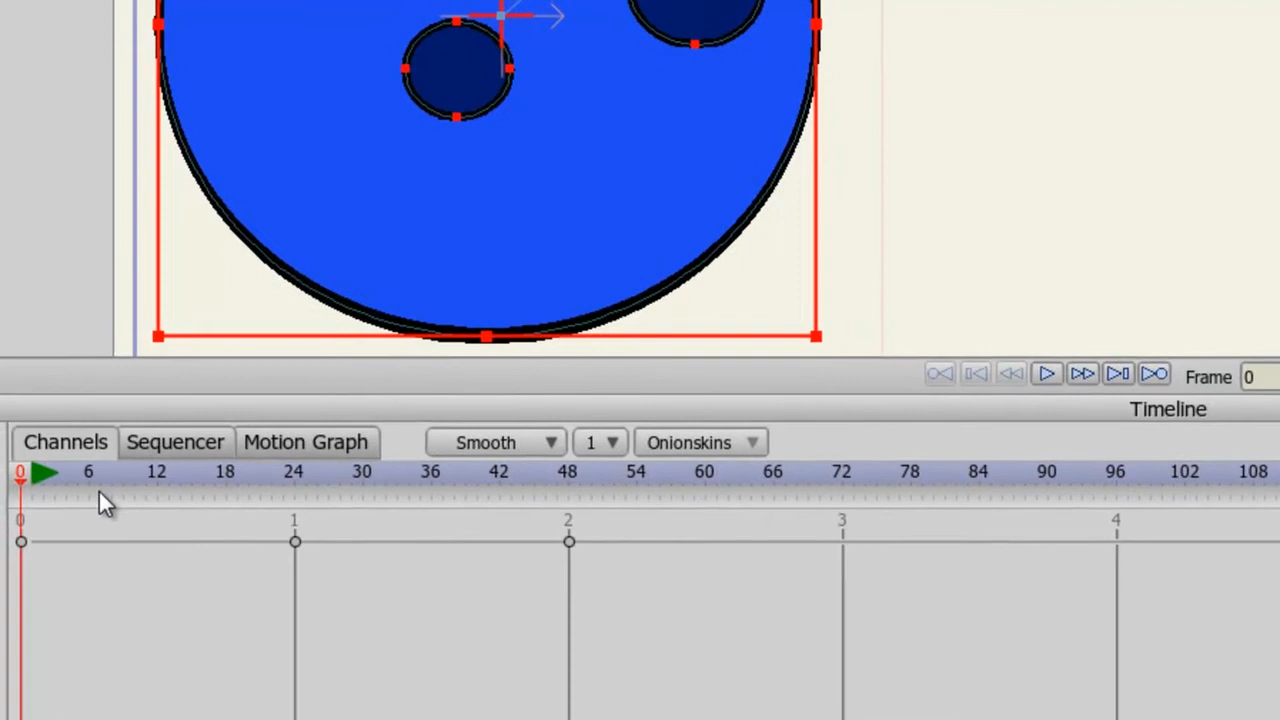 Frame 0
Timeline
Channels Sequencer Motion Graph Smooth 1 Onionskins
0 6 12 18 24 30 36 42 48 54 60 66 72 78 84 90 96 102 108
0 1 2 3 4